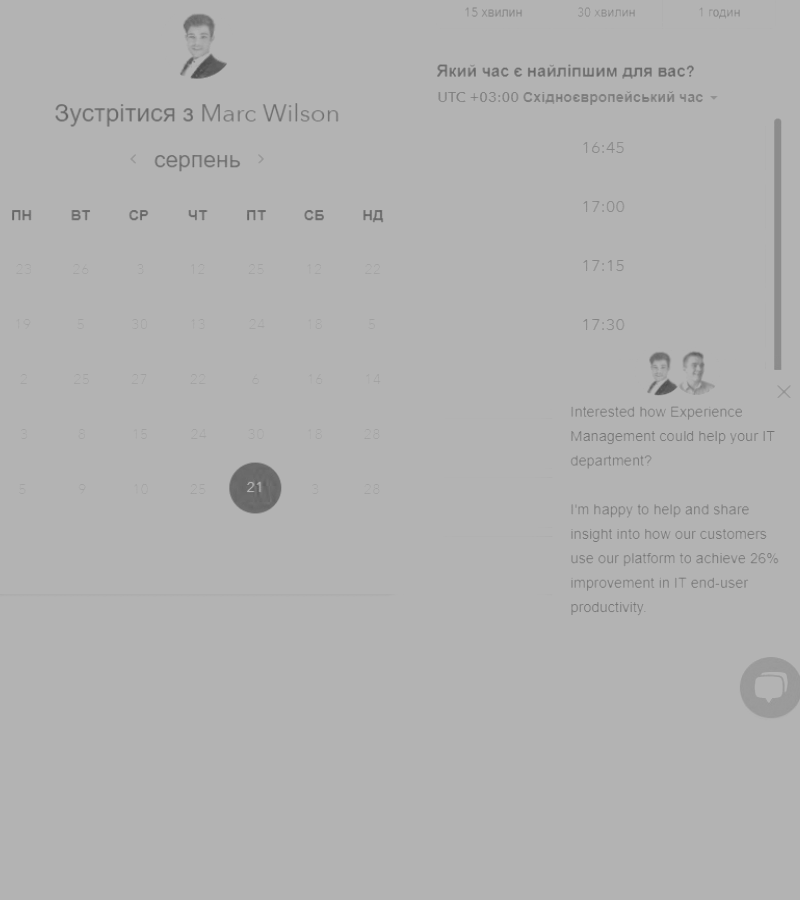 Зустрітися з Marc Wilson
серпень
ПН ВТ СР ЧТ ПТ СБ НД
23 26 3 12 25 12 22
19 5 30 13 24 18 5
2 25 27 22 6 16 14
3 6 15 24 30 18 26
5 9 10 25 21 3 28
15 хвилин 30 хвилин 1 годин
Який час є найліпшим для вас?
UTC +03:00 Східноєвропейський час
16:45
17:00
17:15
17:30
Interested how Experience
Management could help your IT
department?
I'm happy to help and share
insight into how our customers
use our platform to achieve 26%
improvement in IT end-user
productivity.